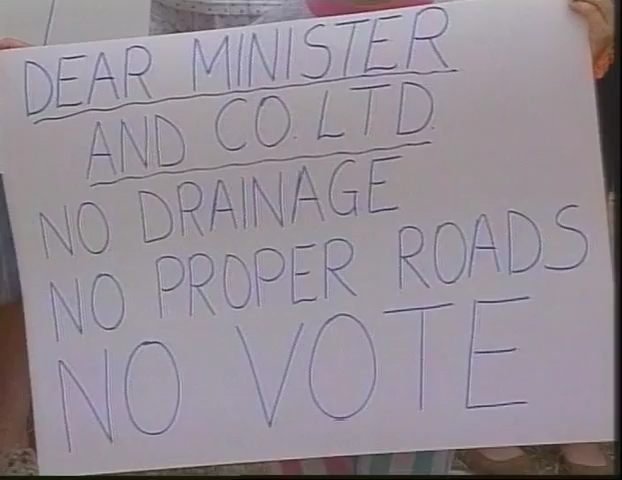 DEAR MINISTER
AND CO. LTD.
NO DRAINAGE
NO PROPER ROADS
NO VOTE